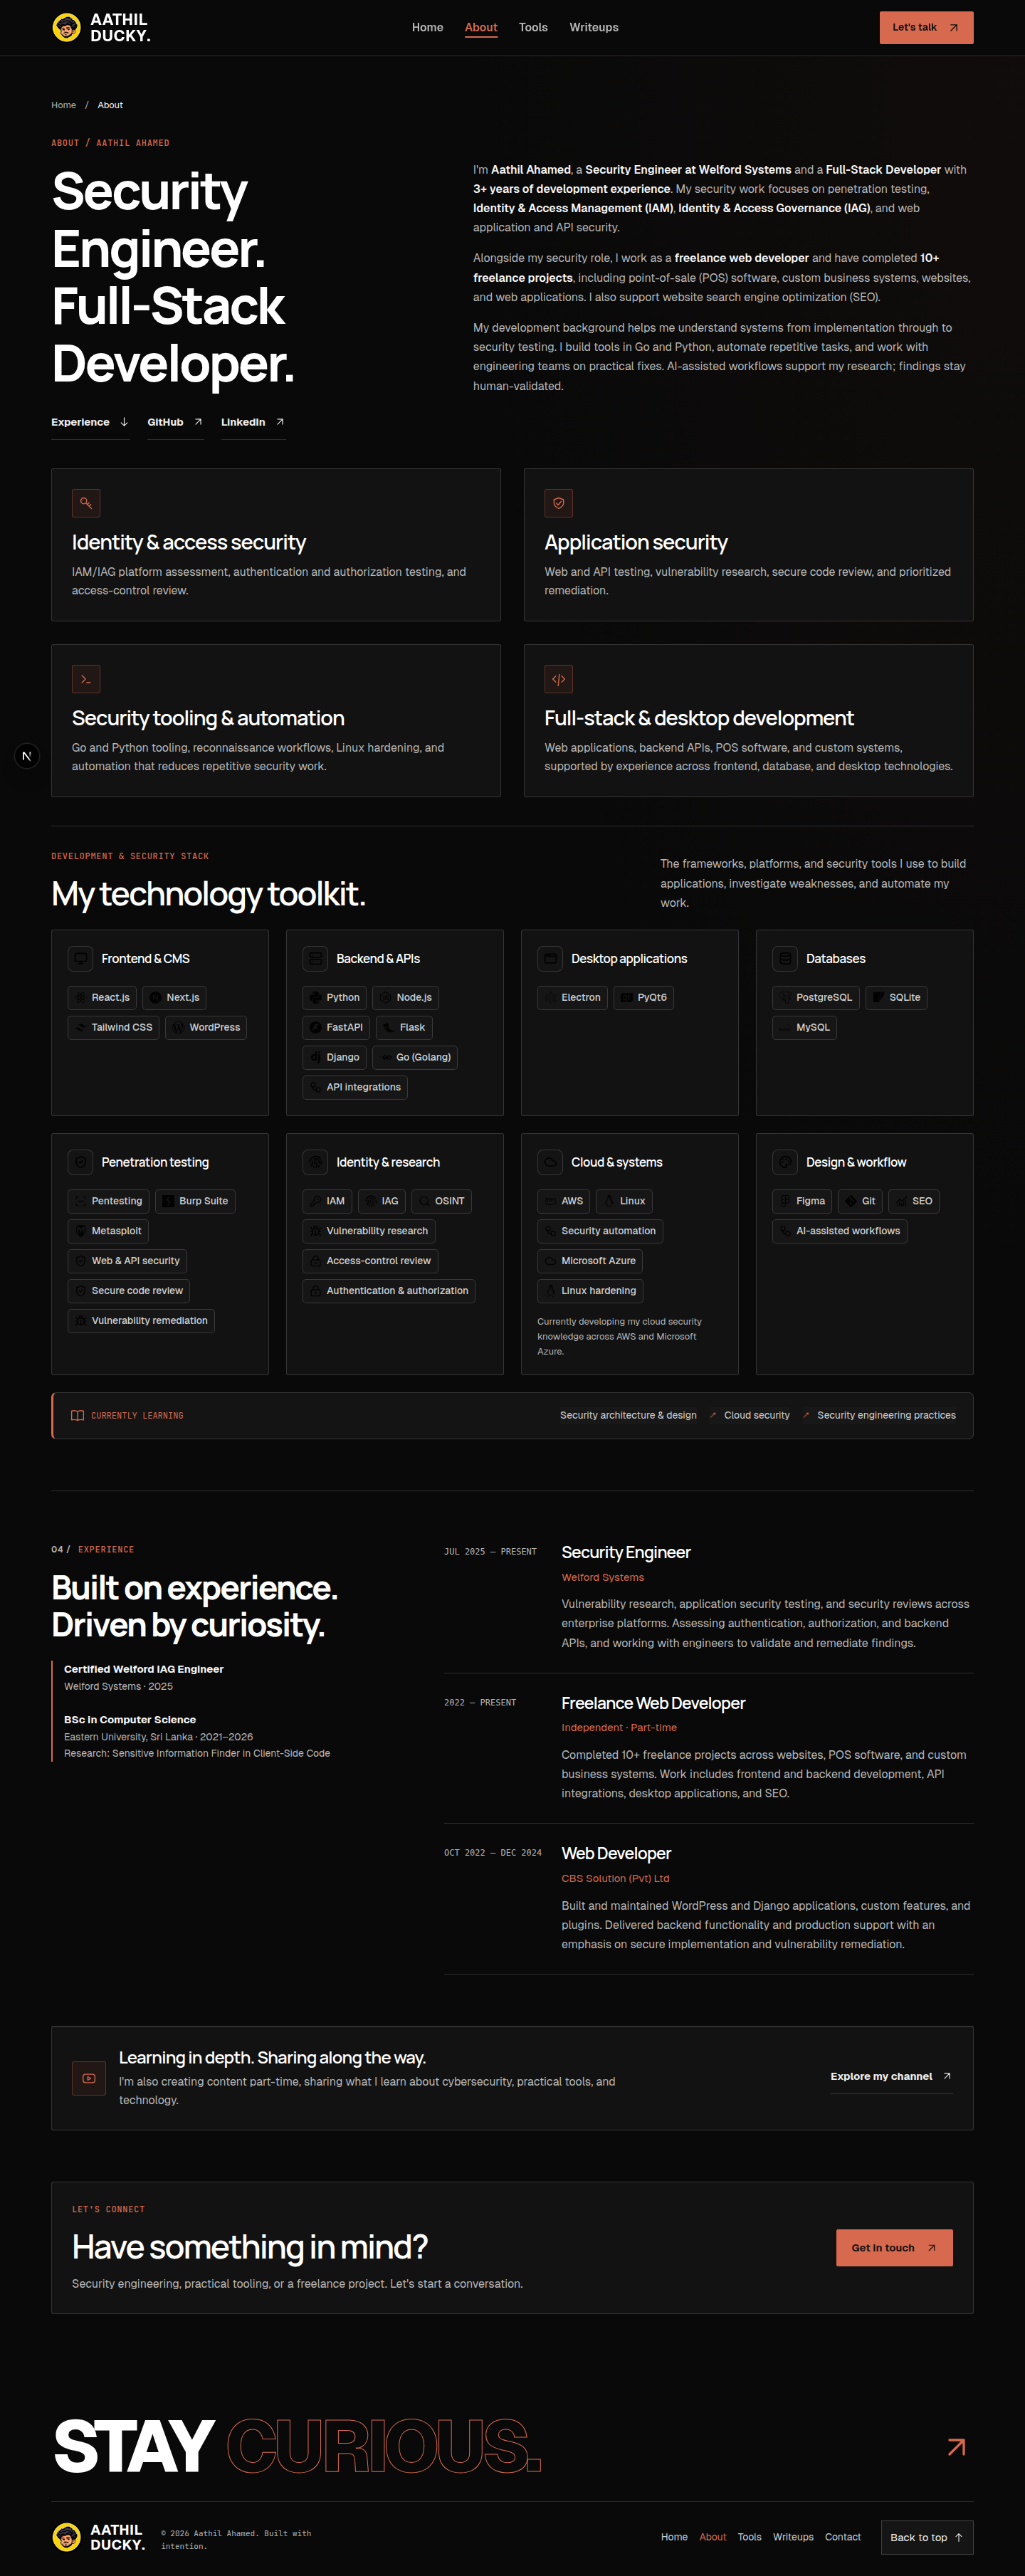 AATHIL
DUCKY.
Home
About
Tools
Writeups
Let's talk
Home / About
ABOUT / AATHIL AHAMED
Security
Engineer.
Full-Stack
Developer.
I'm Aathil Ahamed, a Security Engineer at Welford Systems and a Full-Stack Developer with
3+ years of development experience. My security work focuses on penetration testing,
Identity & Access Management (IAM), Identity & Access Governance (IAG), and web
application and API security.
Alongside my security role, I work as a freelance web developer and have completed 10+
freelance projects, including point-of-sale (POS) software, custom business systems, websites,
and web applications. I also support website search engine optimization (SEO).
My development background helps me understand systems from implementation through to
security testing. I build tools in Go and Python, automate repetitive tasks, and work with
engineering teams on practical fixes. AI-assisted workflows support my research; findings stay
human-validated.
Experience ↓
GitHub ↗
LinkedIn ↗
Identity & access security
IAM/IAG platform assessment, authentication and authorization testing, and
access-control review.
Application security
Web and API testing, vulnerability research, secure code review, and prioritized
remediation.
Security tooling & automation
Go and Python tooling, reconnaissance workflows, Linux hardening, and
automation that reduces repetitive security work.
Full-stack & desktop development
Web applications, backend APIs, POS software, and custom systems,
supported by experience across frontend, database, and desktop technologies.
N
DEVELOPMENT & SECURITY STACK
My technology toolkit.
The frameworks, platforms, and security tools I use to build
applications, investigate weaknesses, and automate my
work.
Frontend & CMS
React.js
Next.js
Tailwind CSS
WordPress
Backend & APIs
Python
Node.js
FastAPI
Flask
Django
Go (Golang)
API integrations
Desktop applications
Electron
PyQt6
Databases
PostgreSQL
SQLite
MySQL
Penetration testing
Pentesting
Burp Suite
Metasploit
Web & API security
Secure code review
Vulnerability remediation
Identity & research
IAM
IAG
OSINT
Vulnerability research
Access-control review
Authentication & authorization
Cloud & systems
AWS
Linux
Security automation
Microsoft Azure
Linux hardening
Currently developing my cloud security
knowledge across AWS and Microsoft
Azure.
Design & workflow
Figma
Git
SEO
AI-assisted workflows
CURRENTLY LEARNING
Security architecture & design ↗ Cloud security ↗ Security engineering practices
04 / EXPERIENCE
Built on experience.
Driven by curiosity.
Certified Welford IAG Engineer
Welford Systems · 2025
BSc in Computer Science
Eastern University, Sri Lanka · 2021–2026
Research: Sensitive Information Finder in Client-Side Code
JUL 2025 — PRESENT
Security Engineer
Welford Systems
Vulnerability research, application security testing, and security reviews across
enterprise platforms. Assessing authentication, authorization, and backend
APIs, and working with engineers to validate and remediate findings.
2022 — PRESENT
Freelance Web Developer
Independent · Part-time
Completed 10+ freelance projects across websites, POS software, and custom
business systems. Work includes frontend and backend development, API
integrations, desktop applications, and SEO.
OCT 2022 — DEC 2024
Web Developer
CBS Solution (Pvt) Ltd
Built and maintained WordPress and Django applications, custom features, and
plugins. Delivered backend functionality and production support with an
emphasis on secure implementation and vulnerability remediation.
Learning in depth. Sharing along the way.
I'm also creating content part-time, sharing what I learn about cybersecurity, practical tools, and
technology.
Explore my channel ↗
LET'S CONNECT
Have something in mind?
Security engineering, practical tooling, or a freelance project. Let's start a conversation.
Get in touch ↗
STAY CURIOUS.
AATHIL
DUCKY.
© 2026 Aathil Ahamed. Built with
intention.
Home
About
Tools
Writeups
Contact
Back to top ↑